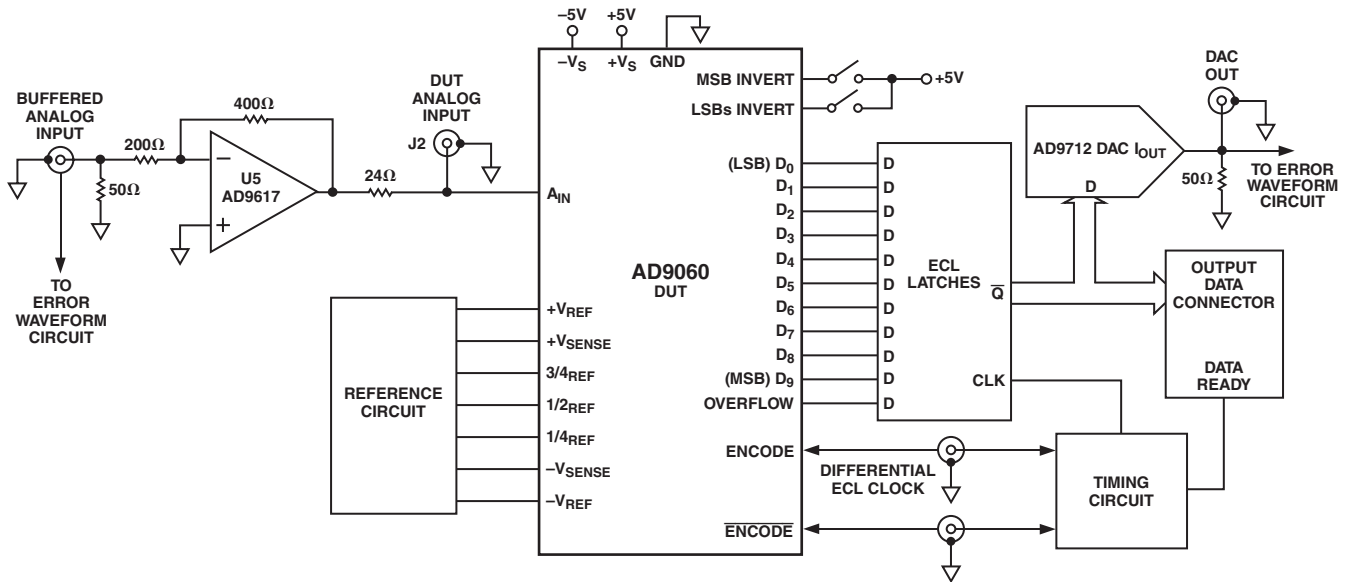 –5V
+5V
–VS
+VS
GND
BUFFERED
ANALOG
INPUT
200Ω
400Ω
50Ω
U5
AD9617
–
+
TO
ERROR
WAVEFORM
CIRCUIT
24Ω
DUT
ANALOG
INPUT
J2
AIN
AD9060
DUT
REFERENCE
CIRCUIT
+VREF
+VSENSE
3/4REF
1/2REF
1/4REF
–VSENSE
–VREF
MSB INVERT
LSBs INVERT
+5V
(LSB) D0
D1
D2
D3
D4
D5
D6
D7
D8
(MSB) D9
OVERFLOW
ENCODE
ENCODE
D
D
D
D
D
D
D
D
D
D
D
ECL
LATCHES
Q
CLK
DIFFERENTIAL
ECL CLOCK
AD9712 DAC IOUT
D
DAC
OUT
50Ω
TO ERROR
WAVEFORM
CIRCUIT
OUTPUT
DATA
CONNECTOR
DATA
READY
TIMING
CIRCUIT